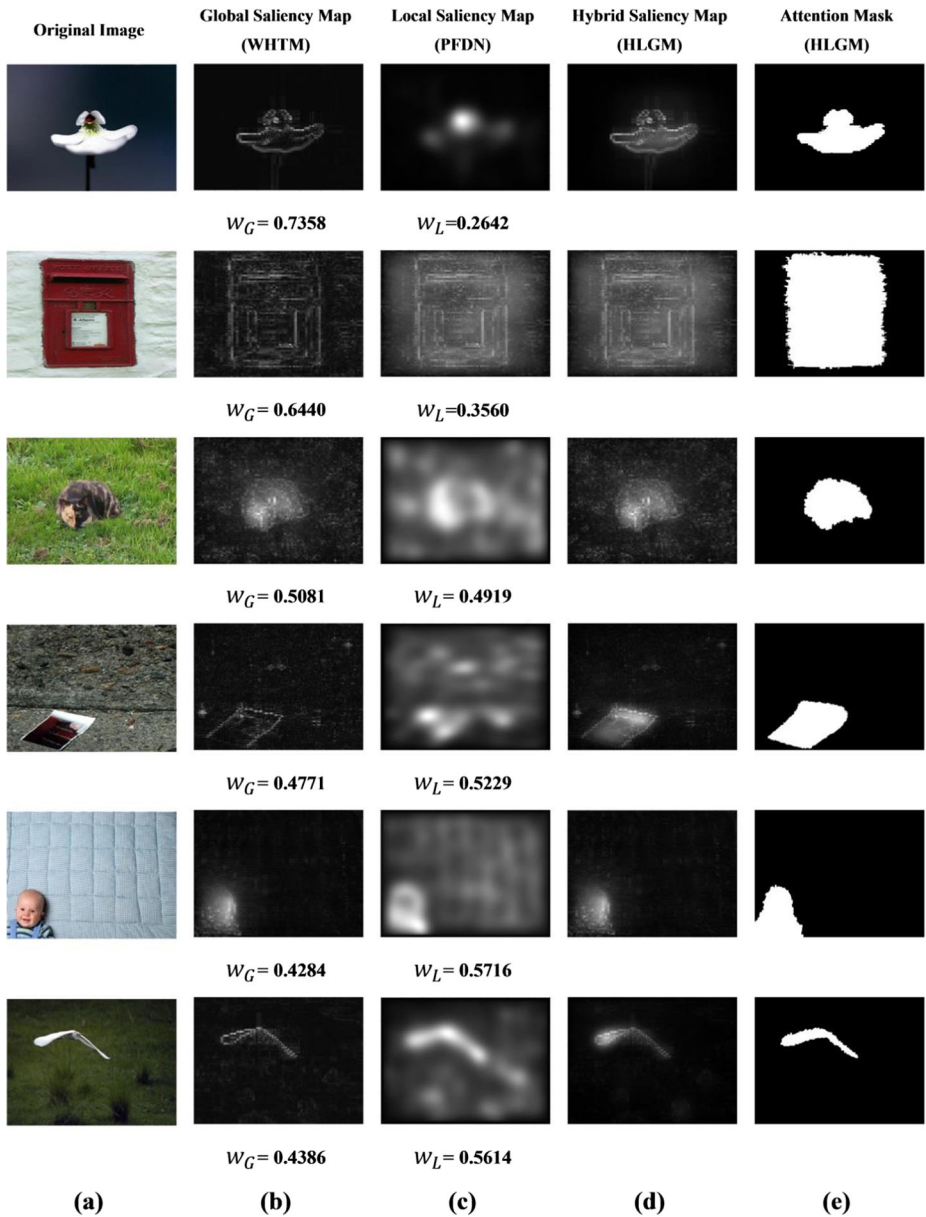 Original Image
Global Saliency Map
(WHTM)
Local Saliency Map
(PFDN)
Hybrid Saliency Map
(HLGM)
Attention Mask
(HLGM)
w_G = 0.7358
w_L=0.2642
w_G = 0.6440
w_L=0.3560
w_G = 0.5081
w_L= 0.4919
w_G = 0.4771
w_L= 0.5229
w_G = 0.4284
w_L= 0.5716
w_G = 0.4386
w_L= 0.5614
(a)
(b)
(c)
(d)
(e)